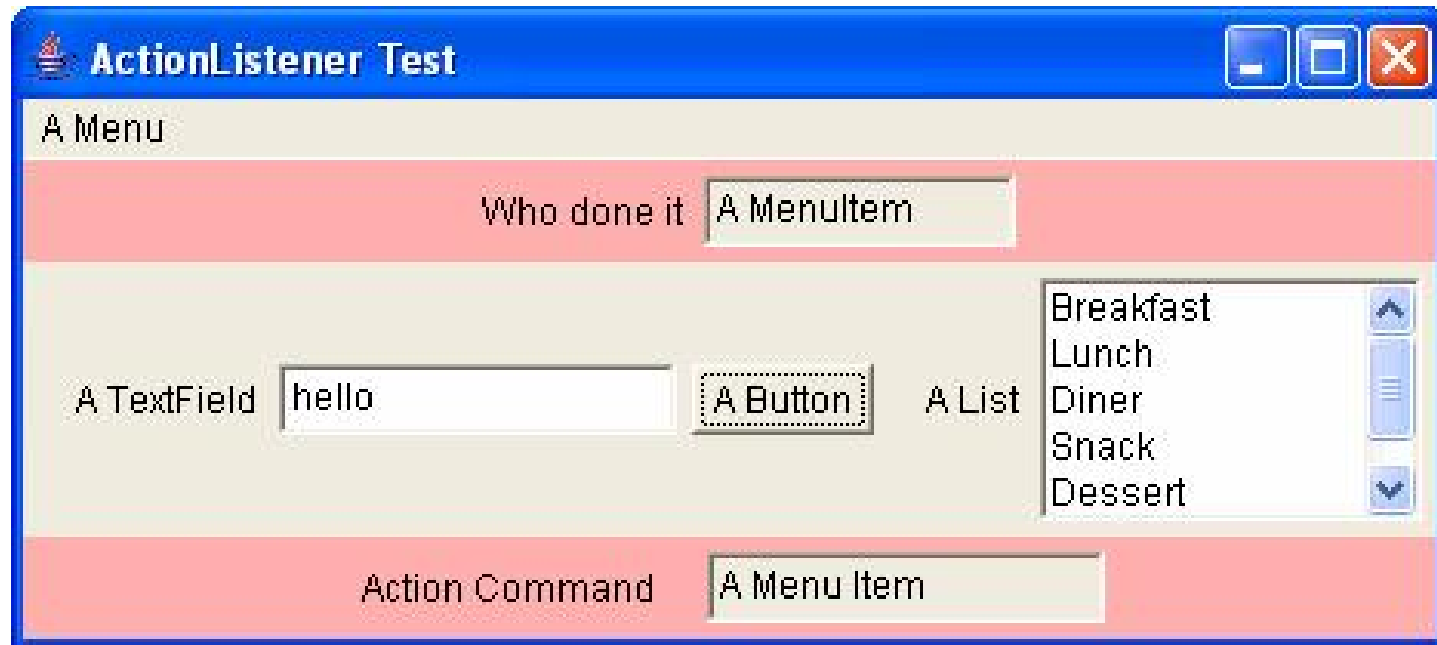 ActionListener Test
A Menu
Who done it A MenuItem
A TextField hello A Button A List
Breakfast
Lunch
Diner
Snack
Dessert
Action Command A Menu Item